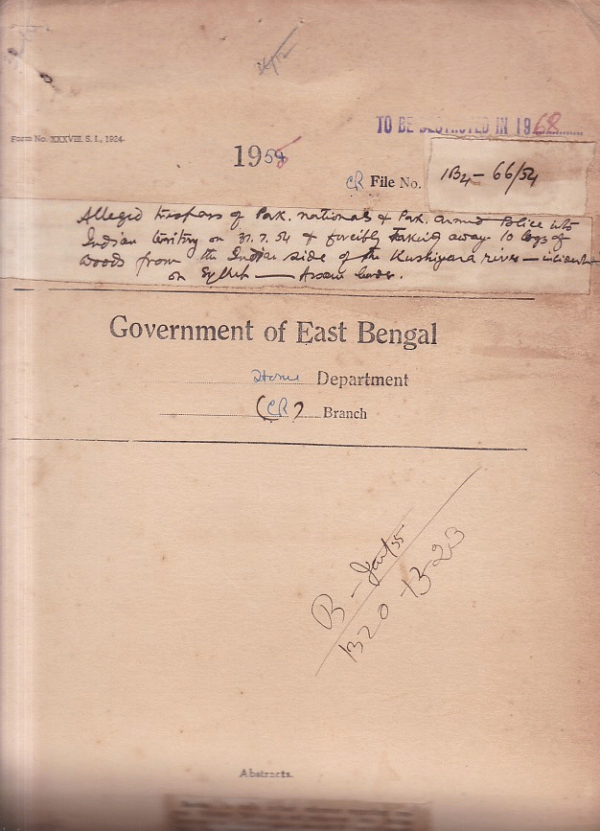 Form No. XXXVIII. S. I., 1924.
TO BE DESTROYED IN 1968
1955
CR File No. 1B4- 66/54
Alleged trespass of Pak. nationals & Pak. armed Police into
Indian territory on 31.7.54 & forcibly taking away 10 logs of
woods from the Indian side of the Kushiyara river - incident
on Sylhet - Assam border.
Government of East Bengal
Home Department
(CR) Branch
B- Jan/55
1320-1323
Abstracts.